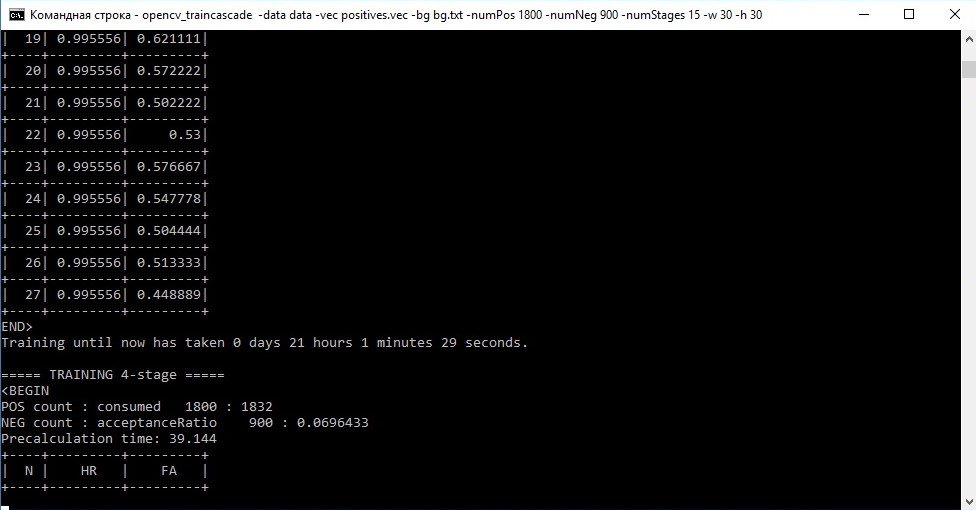 Командная строка - opencv_traincascade -data data -vec positives.vec -bg bg.txt -numPos 1800 -numNeg 900 -numStages 15 -w 30 -h 30
|  19| 0.995556| 0.621111|
+----+---------+---------+
|  20| 0.995556| 0.572222|
+----+---------+---------+
|  21| 0.995556| 0.502222|
+----+---------+---------+
|  22| 0.995556|     0.53|
+----+---------+---------+
|  23| 0.995556| 0.576667|
+----+---------+---------+
|  24| 0.995556| 0.547778|
+----+---------+---------+
|  25| 0.995556| 0.504444|
+----+---------+---------+
|  26| 0.995556| 0.513333|
+----+---------+---------+
|  27| 0.995556| 0.448889|
+----+---------+---------+
END>
Training until now has taken 0 days 21 hours 1 minutes 29 seconds.
===== TRAINING 4-stage =====
<BEGIN
POS count : consumed   1800 : 1832
NEG count : acceptanceRatio    900 : 0.0696433
Precalculation time: 39.144
+----+---------+---------+
|  N |    HR   |    FA   |
+----+---------+---------+